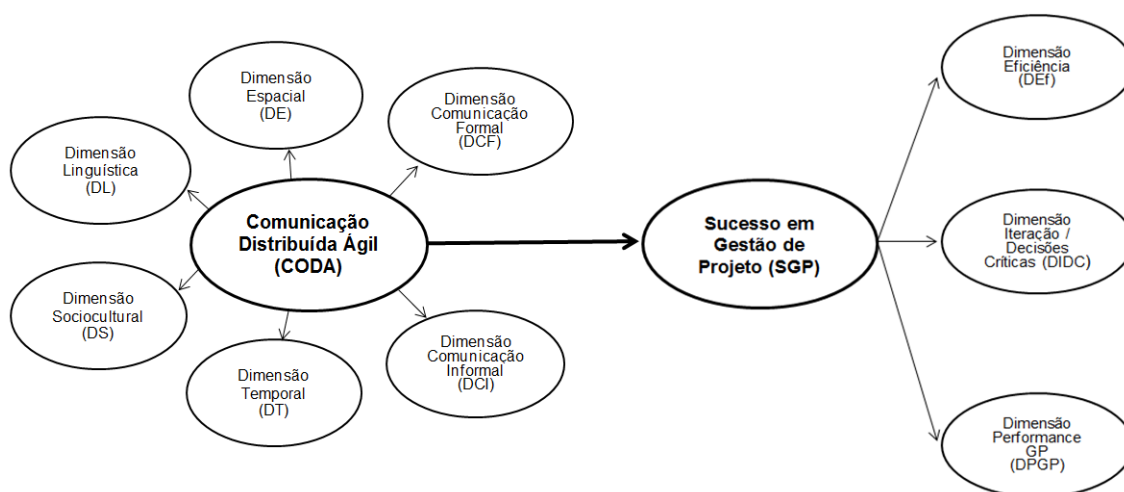 Dimensão
Espacial
(DE)
Dimensão
Comunicação
Formal
(DCF)
Dimensão
Linguística
(DL)
Comunicação
Distribuída Ágil
(CODA)
Dimensão
Sociocultural
(DS)
Dimensão
Temporal
(DT)
Dimensão
Comunicação
Informal
(DCI)
Sucesso em
Gestão de
Projeto (SGP)
Dimensão
Eficiência
(DEf)
Dimensão
Iteração /
Decisões
Críticas (DIDC)
Dimensão
Performance
GP
(DPGP)